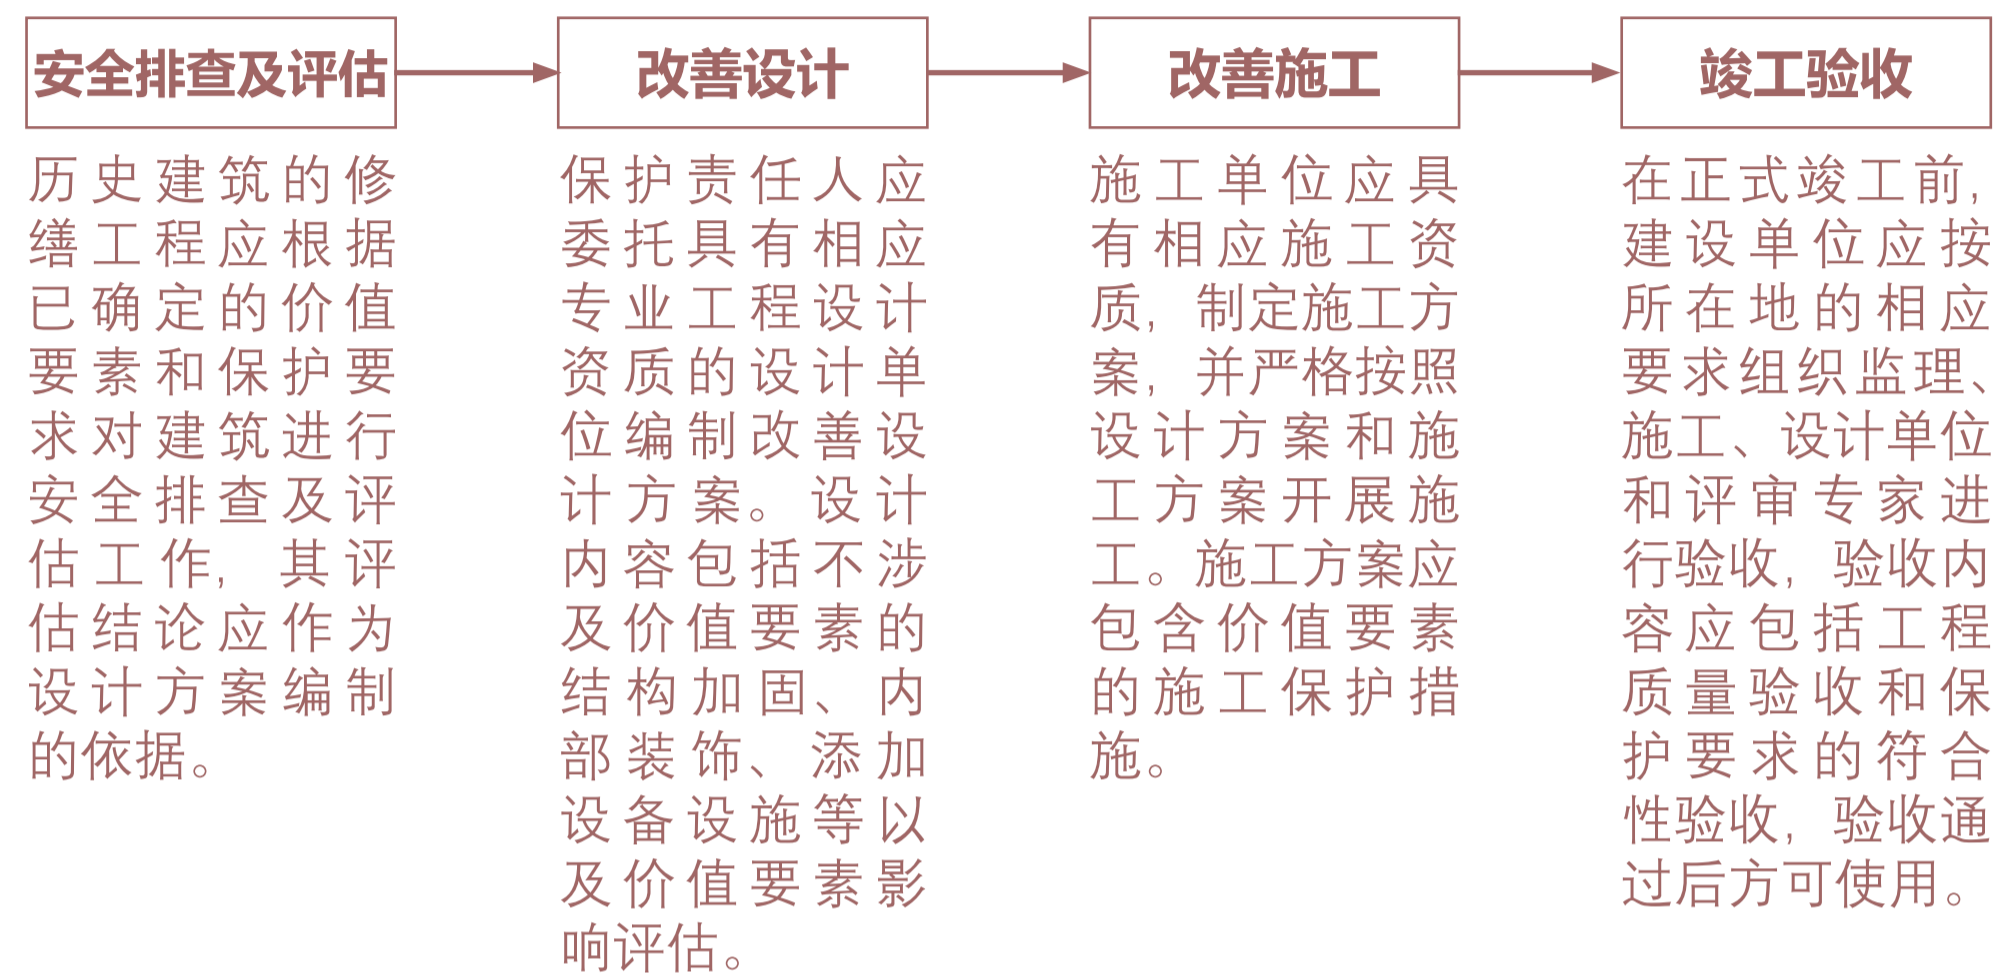 安全排查及评估
历史建筑的修
缮工程应根据
已确定的价值
要素和保护要
求对建筑进行
安全排查及评
估工作，其评
估结论应作为
设计方案编制
的依据。
改善设计
保护责任人应
委托具有相应
专业工程设计
资质的设计单
位编制改善设
计方案。设计
内容包括不涉
及价值要素的
结构加固、内
部装饰、添加
设备设施等以
及价值要素影
响评估。
改善施工
施工单位应具
有相应施工资
质，制定施工方
案，并严格按照
设计方案和施
工方案开展施
工。施工方案应
包含价值要素
的施工保护措
施。
竣工验收
在正式竣工前，
建设单位应按
所在地的相应
要求组织监理、
施工、设计单位
和评审专家进
行验收，验收内
容应包括工程
质量验收和保
护要求的符合
性验收，验收通
过后方可使用。